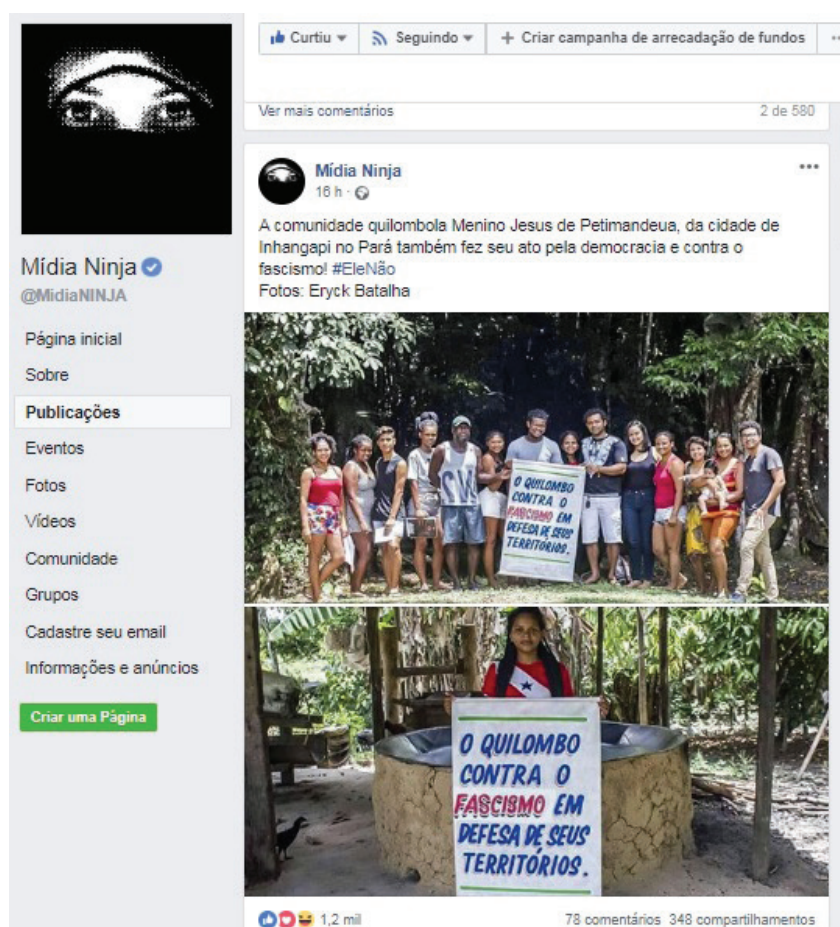 Curtiu
Seguindo
+ Criar campanha de arrecadação de fundos
Ver mais comentários
2 de 580
Mídia Ninja
16 h
A comunidade quilombola Menino Jesus de Petimandeua, da cidade de
Inhangapi no Pará também fez seu ato pela democracia e contra o
fascismo! #EleNão
Fotos: Eryck Batalha
Mídia Ninja
@MidiaNINJA
Página inicial
Sobre
Publicações
Eventos
Fotos
Vídeos
Comunidade
Grupos
Cadastre seu email
Informações e anúncios
Criar uma Página
O QUILOMBO
CONTRA O
FASCISMO EM
DEFESA DE SEUS
TERRITÓRIOS.
O QUILOMBO
CONTRA O
FASCISMO EM
DEFESA DE SEUS
TERRITÓRIOS.
1,2 mil
78 comentários 348 compartilhamentos